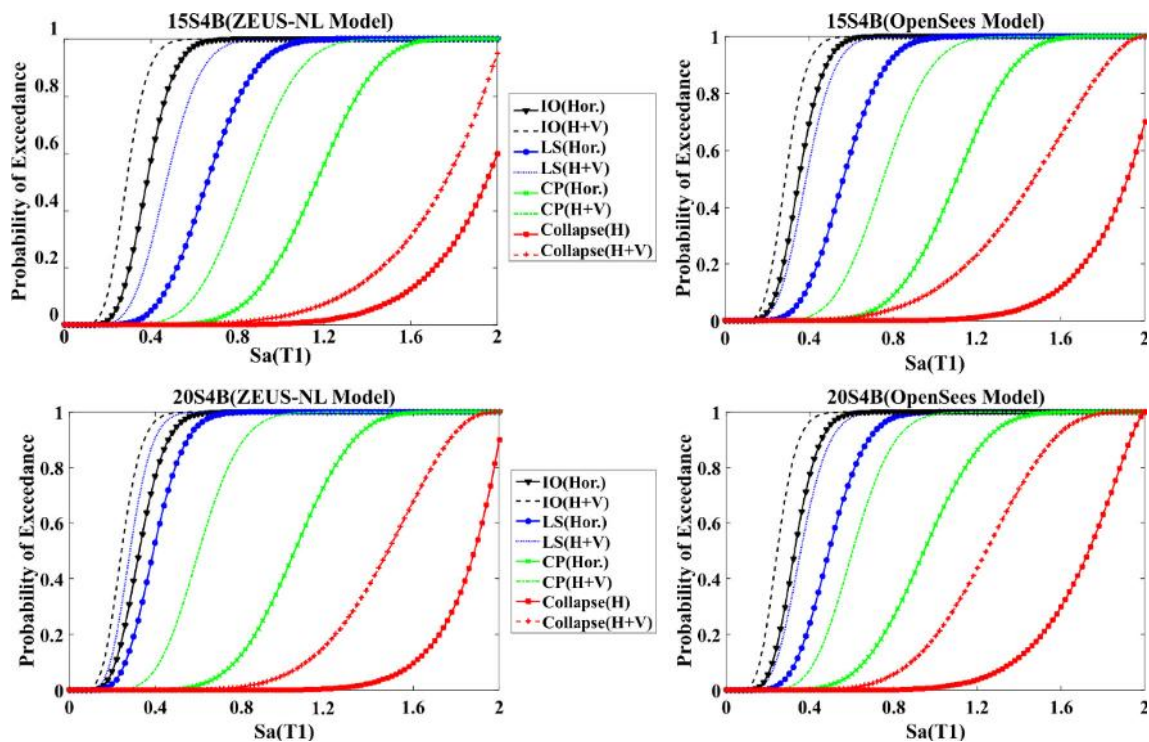 15S4B(ZEUS-NL Model)
Probability of Exceedance
1
0.8
0.6
0.4
0.2
0
0
0.4
0.8
1.2
1.6
2
Sa(T1)
IO(Hor.)
IO(H+V)
LS(Hor.)
LS(H+V)
CP(Hor.)
CP(H+V)
Collapse(H)
Collapse(H+V)
15S4B(OpenSees Model)
Probability of Exceedance
1
0.8
0.6
0.4
0.2
0
0
0.4
0.8
1.2
1.6
2
Sa(T1)
20S4B(ZEUS-NL Model)
Probability of Exceedance
1
0.8
0.6
0.4
0.2
0
0
0.4
0.8
1.2
1.6
2
Sa(T1)
IO(Hor.)
IO(H+V)
LS(Hor.)
LS(H+V)
CP(Hor.)
CP(H+V)
Collapse(H)
Collapse(H+V)
20S4B(OpenSees Model)
Probability of Exceedance
1
0.8
0.6
0.4
0.2
0
0
0.4
0.8
1.2
1.6
2
Sa(T1)